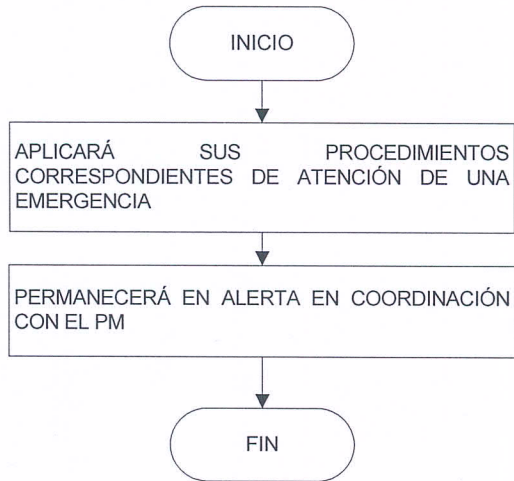 INICIO
APLICARÁ SUS PROCEDIMIENTOS
CORRESPONDIENTES DE ATENCIÓN DE UNA
EMERGENCIA
PERMANECERÁ EN ALERTA EN COORDINACIÓN
CON EL PM
FIN